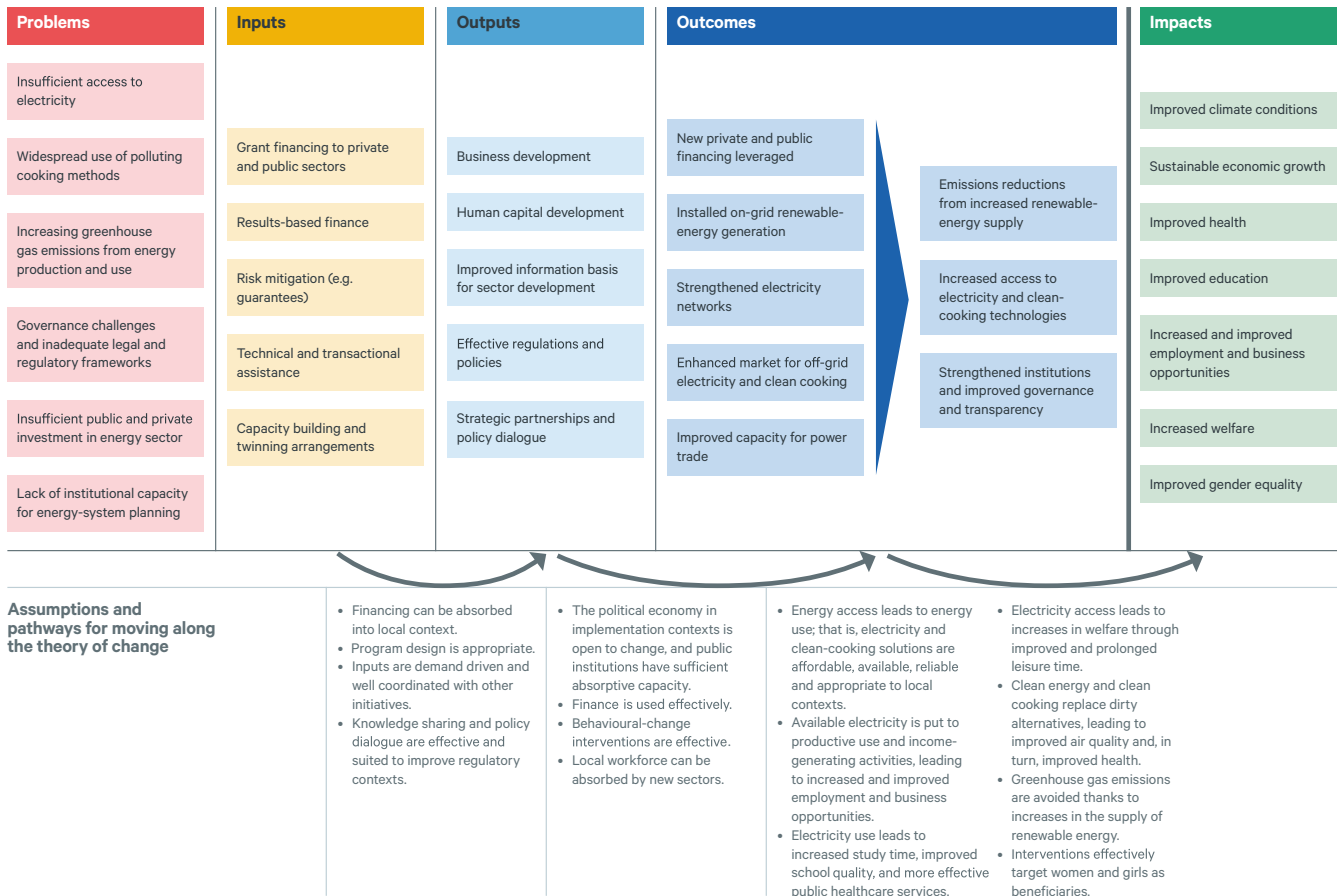 Problems
Insufficient access to
electricity
Widespread use of polluting
cooking methods
Increasing greenhouse
gas emissions from energy
production and use
Governance challenges
and inadequate legal and
regulatory frameworks
Insufficient public and private
investment in energy sector
Lack of institutional capacity
for energy-system planning
Inputs
Grant financing to private
and public sectors
Results-based finance
Risk mitigation (e.g.
guarantees)
Technical and transactional
assistance
Capacity building and
twinning arrangements
Outputs
Business development
Human capital development
Improved information basis
for sector development
Effective regulations and
policies
Strategic partnerships and
policy dialogue
Outcomes
New private and public
financing leveraged
Installed on-grid renewable-
energy generation
Strengthened electricity
networks
Enhanced market for off-grid
electricity and clean cooking
Improved capacity for power
trade
Emissions reductions
from increased renewable-
energy supply
Increased access to
electricity and clean-
cooking technologies
Strengthened institutions
and improved governance
and transparency
Impacts
Improved climate conditions
Sustainable economic growth
Improved health
Improved education
Increased and improved
employment and business
opportunities
Increased welfare
Improved gender equality
Assumptions and
pathways for moving along
the theory of change
• Financing can be absorbed
into local context.
• Program design is appropriate.
• Inputs are demand driven and
well coordinated with other
initiatives.
• Knowledge sharing and policy
dialogue are effective and
suited to improve regulatory
contexts.
• The political economy in
implementation contexts is
open to change, and public
institutions have sufficient
absorptive capacity.
• Finance is used effectively.
• Behavioural-change
interventions are effective.
• Local workforce can be
absorbed by new sectors.
• Energy access leads to energy
use; that is, electricity and
clean-cooking solutions are
affordable, available, reliable
and appropriate to local
contexts.
• Available electricity is put to
productive use and income-
generating activities, leading
to increased and improved
employment and business
opportunities.
• Electricity use leads to
increased study time, improved
school quality, and more effective
public healthcare services.
• Electricity access leads to
increases in welfare through
improved and prolonged
leisure time.
• Clean energy and clean
cooking replace dirty
alternatives, leading to
improved air quality and, in
turn, improved health.
• Greenhouse gas emissions
are avoided thanks to
increases in the supply of
renewable energy.
• Interventions effectively
target women and girls as
beneficiaries.